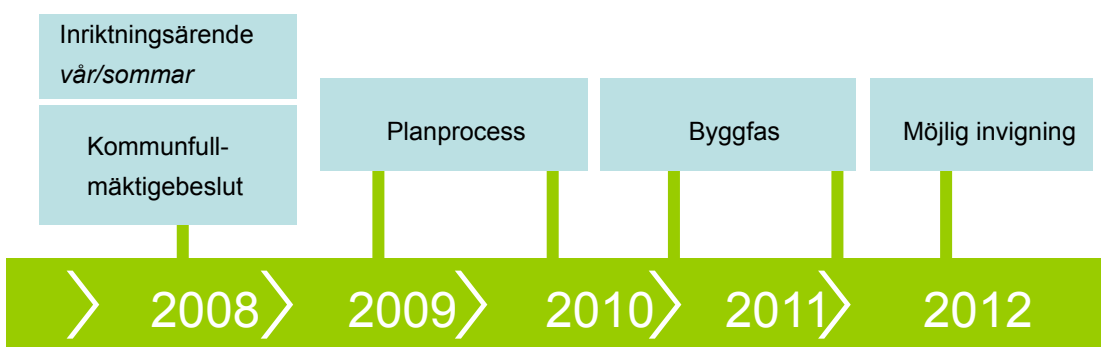 Inriktningsärende
vår/sommar
Kommunfull-
mäktigebeslut
Planprocess
Byggfas
Möjlig invigning
2008
2009
2010
2011
2012